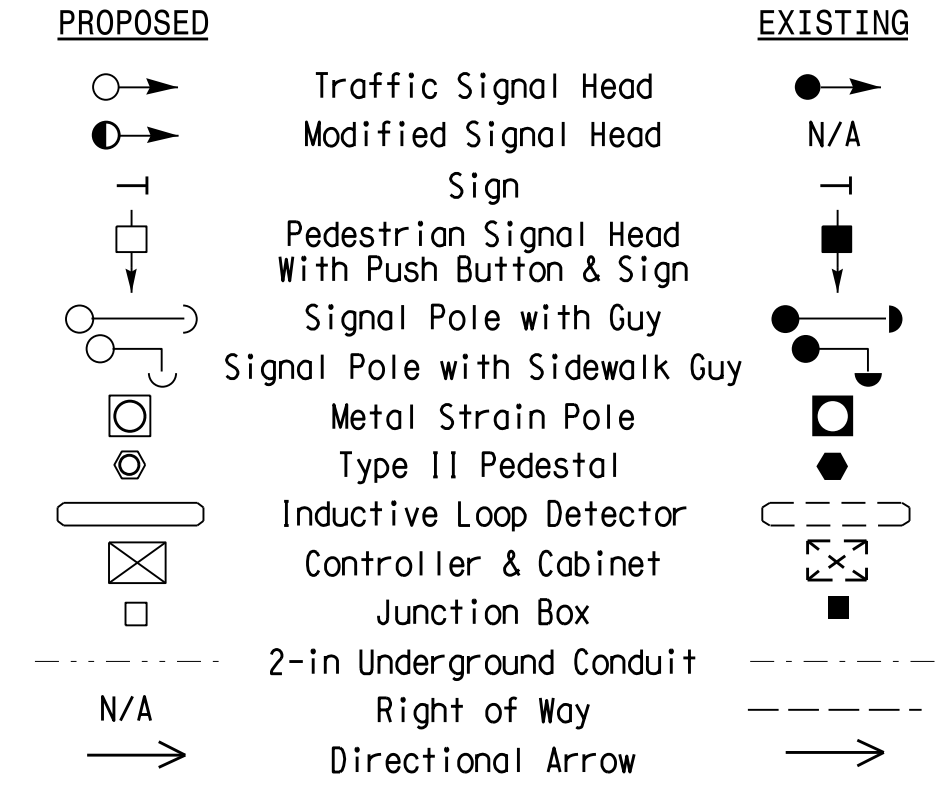 PROPOSED EXISTING
Traffic Signal Head
Modified Signal Head N/A
Sign
Pedestrian Signal Head
With Push Button & Sign
Signal Pole with Guy
Signal Pole with Sidewalk Guy
Metal Strain Pole
Type II Pedestal
Inductive Loop Detector
Controller & Cabinet
Junction Box
2-in Underground Conduit
N/A Right of Way
Directional Arrow